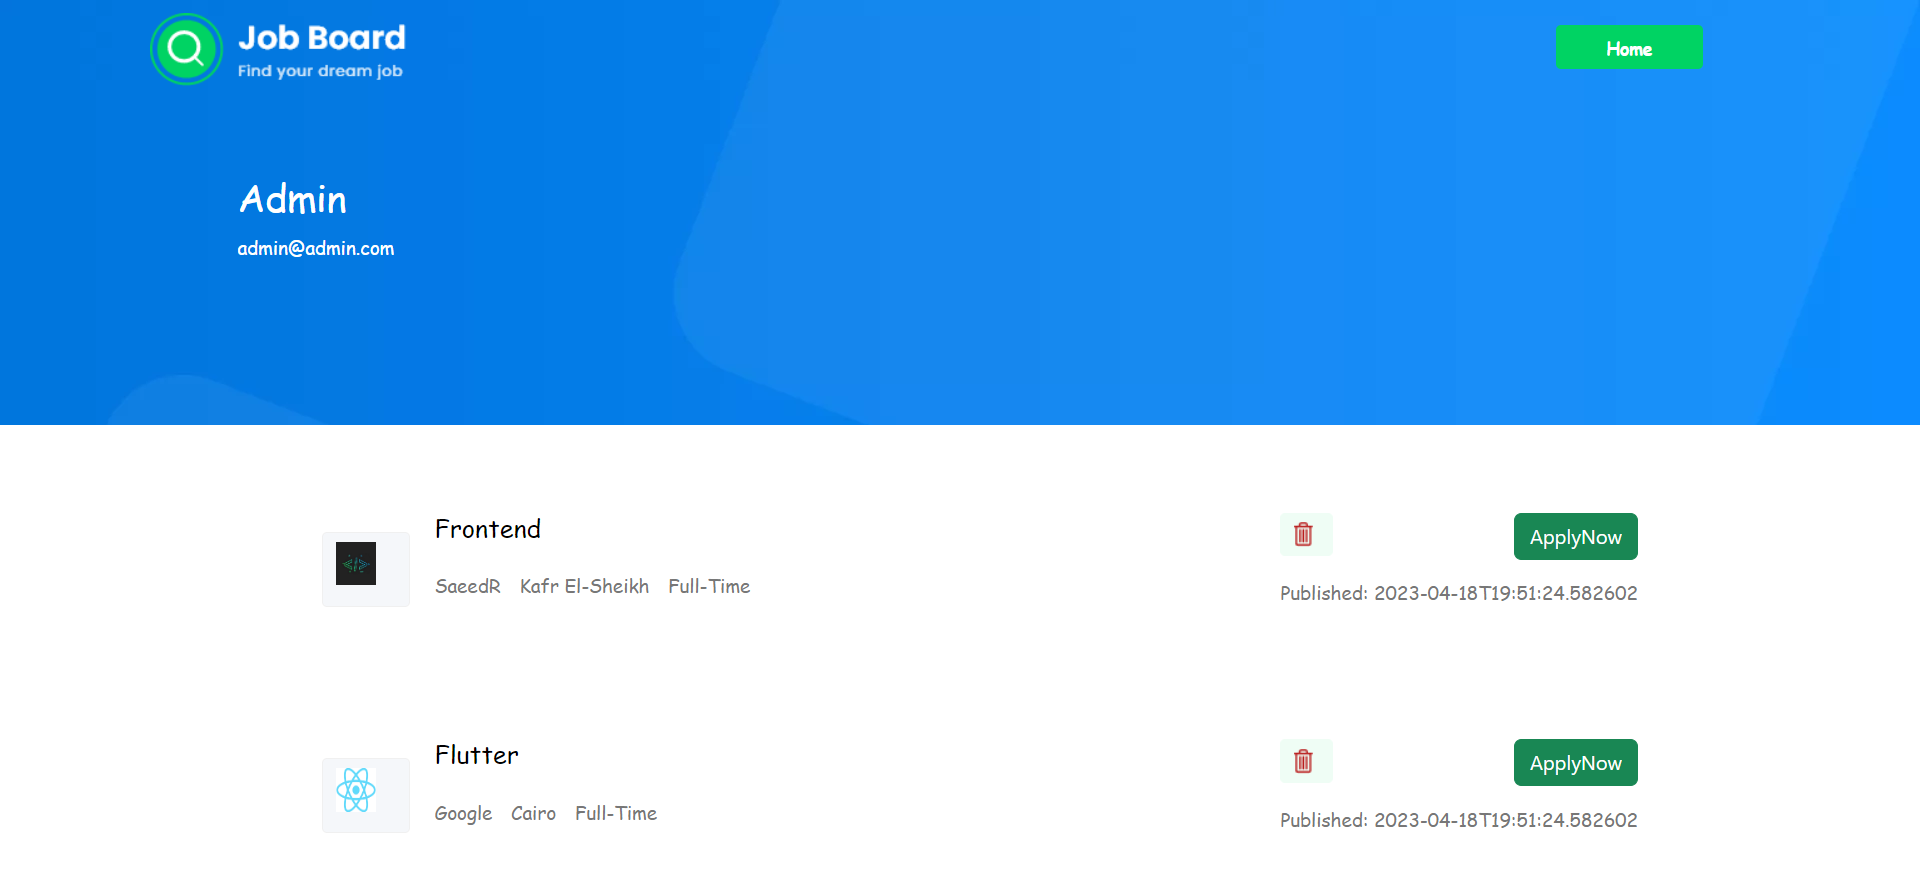 Job Board
Find your dream job
Home
Admin
admin@admin.com
Frontend
SaeedR Kafr El-Sheikh Full-Time
ApplyNow
Published: 2023-04-18T19:51:24.582602
Flutter
Google Cairo Full-Time
ApplyNow
Published: 2023-04-18T19:51:24.582602